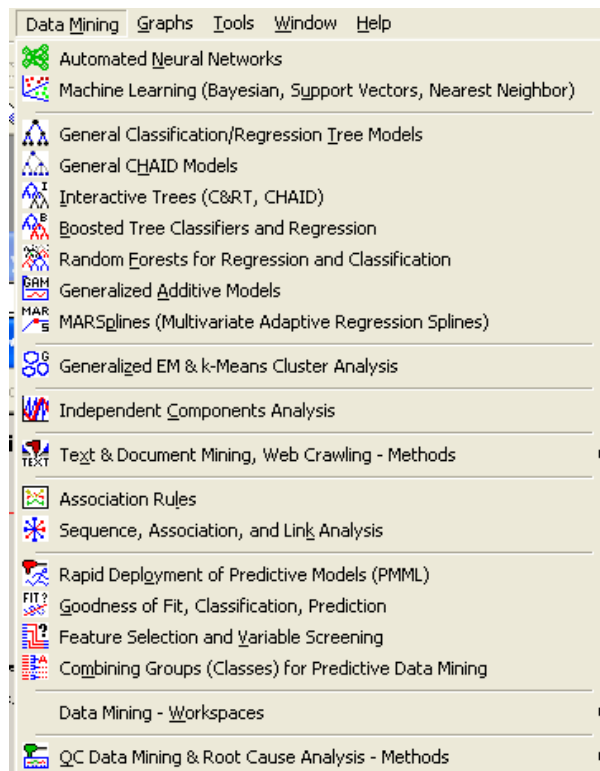 Data Mining Graphs Tools Window Help
Automated Neural Networks
Machine Learning (Bayesian, Support Vectors, Nearest Neighbor)
General Classification/Regression Tree Models
General CHAID Models
Interactive Trees (C&RT, CHAID)
Boosted Tree Classifiers and Regression
Random Forests for Regression and Classification
GAM Generalized Additive Models
MAR S MARSplines (Multivariate Adaptive Regression Splines)
G Generalized EM & k-Means Cluster Analysis
Independent Components Analysis
TEXT Text & Document Mining, Web Crawling - Methods
Association Rules
Sequence, Association, and Link Analysis
Rapid Deployment of Predictive Models (PMML)
FIT? Goodness of Fit, Classification, Prediction
? Feature Selection and Variable Screening
Combining Groups (Classes) for Predictive Data Mining
Data Mining - Workspaces
QC Data Mining & Root Cause Analysis - Methods